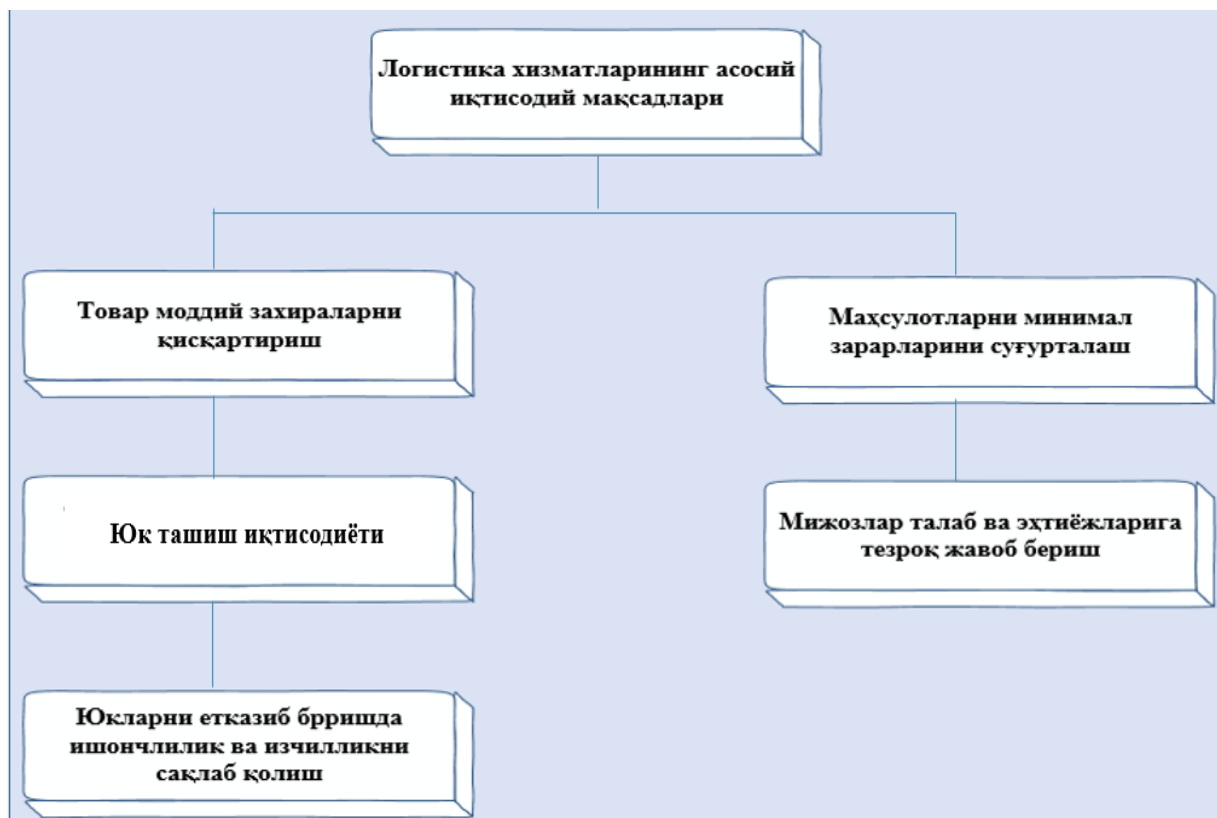 Логистика хизматларининг асосий
иқтисодий мақсадлари
Товар моддий захираларни
қисқартириш
Маҳсулотларни минимал
зарарларини суғурталаш
Юк ташиш иқтисодиёти
Мижозлар талаб ва эҳтиёжларига
тезроқ жавоб бериш
Юкларни етказиб брришда
ишончлилик ва изчилликни
сақлаб қолиш